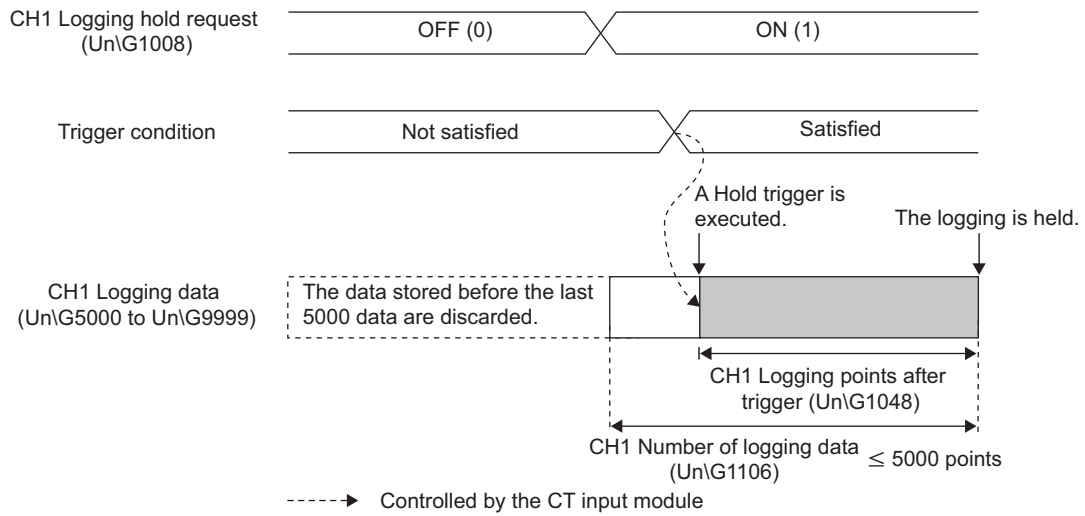 CH1 Logging hold request
(Un\G1008)
OFF (0)
ON (1)
Trigger condition
Not satisfied
Satisfied
A Hold trigger is
executed.
The logging is held.
CH1 Logging data
(Un\G5000 to Un\G9999)
The data stored before the last
5000 data are discarded.
CH1 Logging points after
trigger (Un\G1048)
CH1 Number of logging data
(Un\G1106)
≤ 5000 points
Controlled by the CT input module